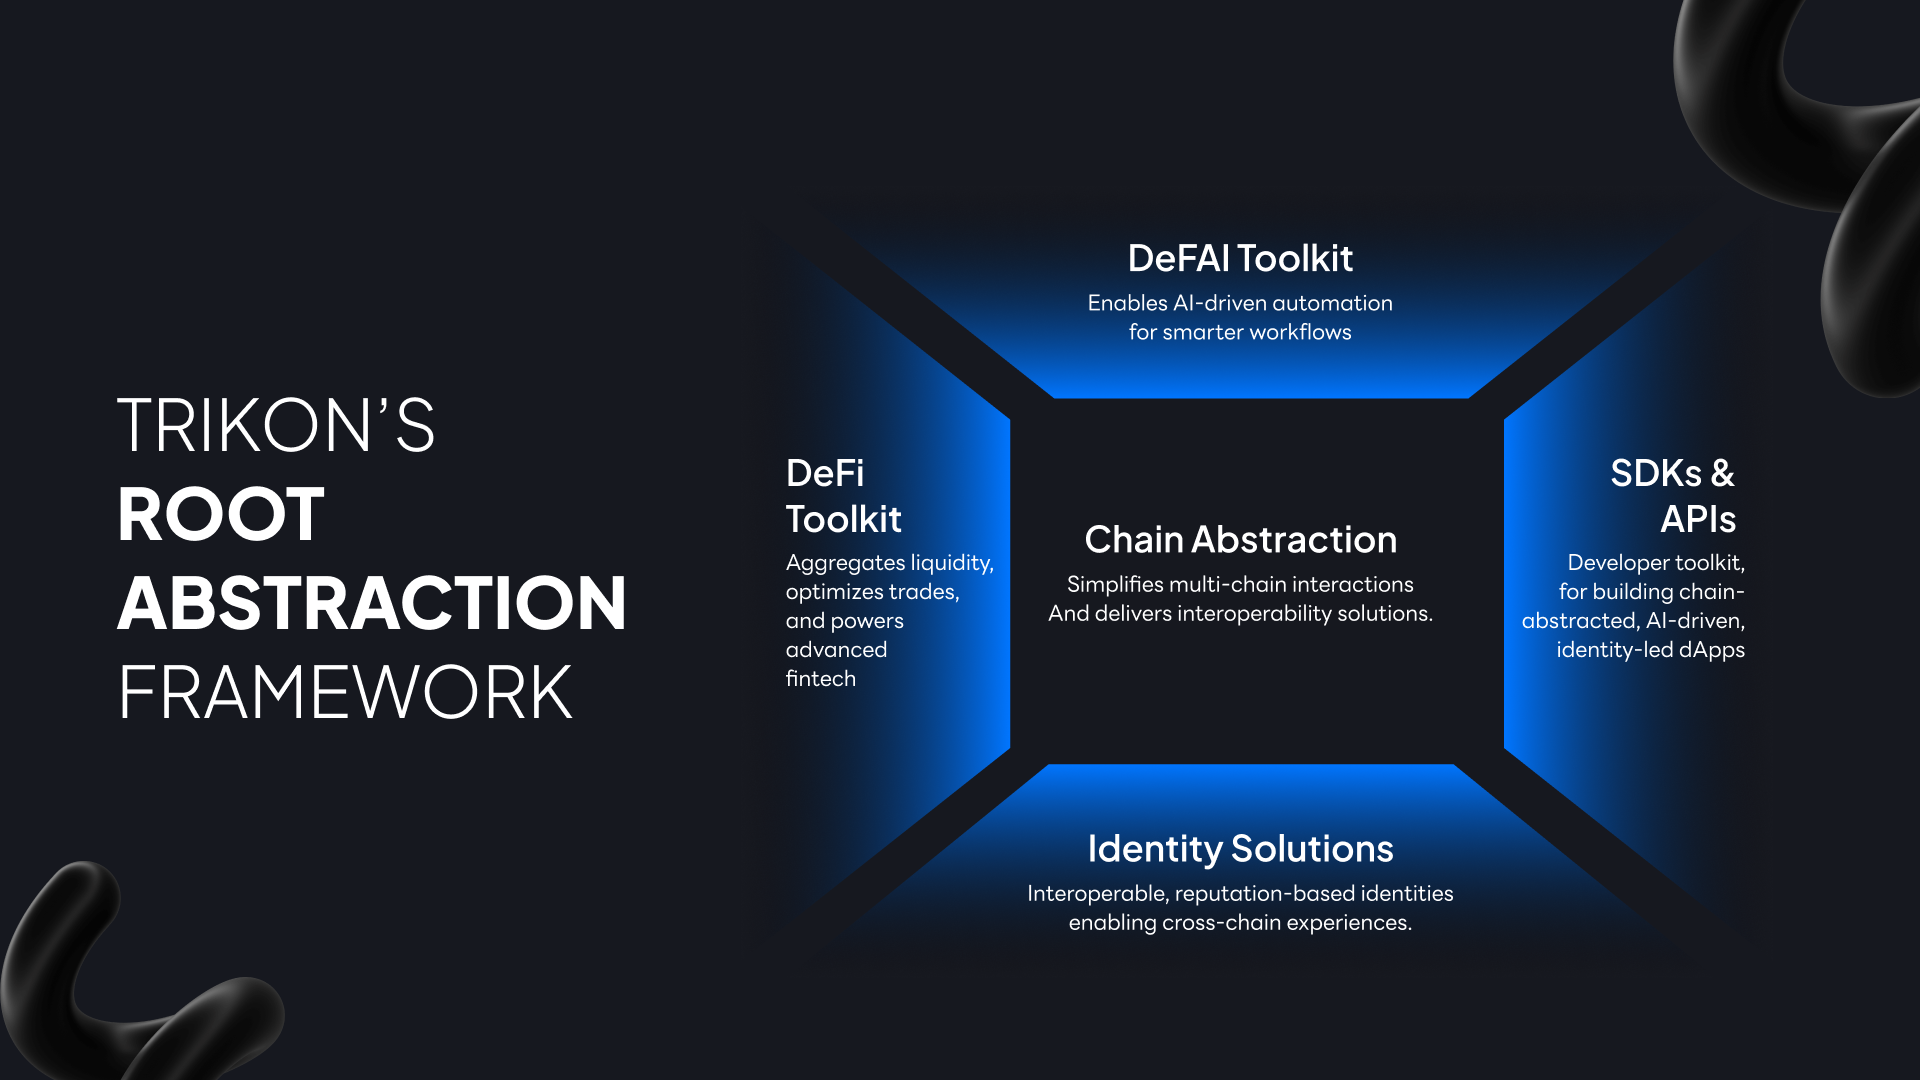 TRIKON’S
ROOT
ABSTRACTION
FRAMEWORK
DeFAI Toolkit
Enables AI-driven automation
for smarter workflows
DeFi
Toolkit
Aggregates liquidity,
optimizes trades,
and powers
advanced
fintech
Chain Abstraction
Simplifies multi-chain interactions
And delivers interoperability solutions.
SDKs &
APIs
Developer toolkit,
for building chain-
abstracted, AI-driven,
identity-led dApps
Identity Solutions
Interoperable, reputation-based identities
enabling cross-chain experiences.